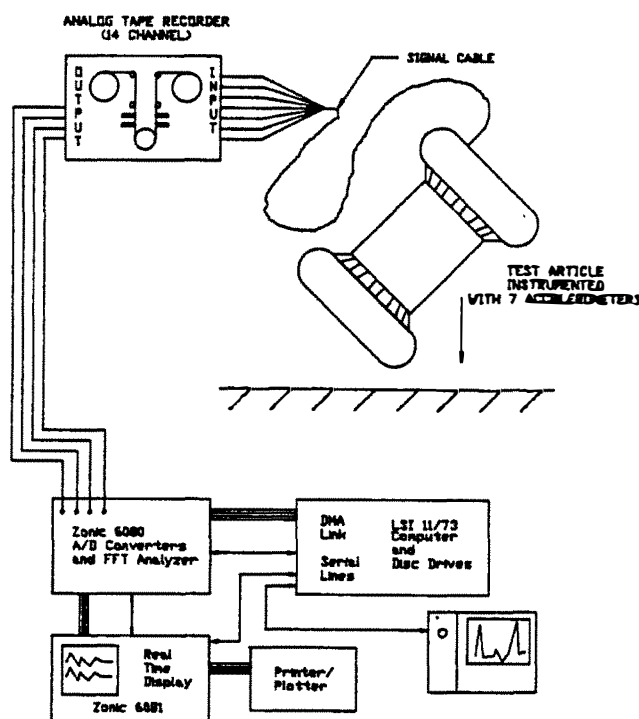 ANALOG TAPE RECORDER
(14 CHANNEL)
OUTPUT
INPUT
SIGNAL CABLE
TEST ARTICLE
INSTRUMENTED
WITH 7 ACCELEROMETERS
Zonic 6080
A/D Converters
and FFT Analyzer
DMA
Link
Serial
Lines
LSI 11/73
Computer
and
Disc Drives
Real
Time
Display
Zonic 6081
Printer/
Plotter